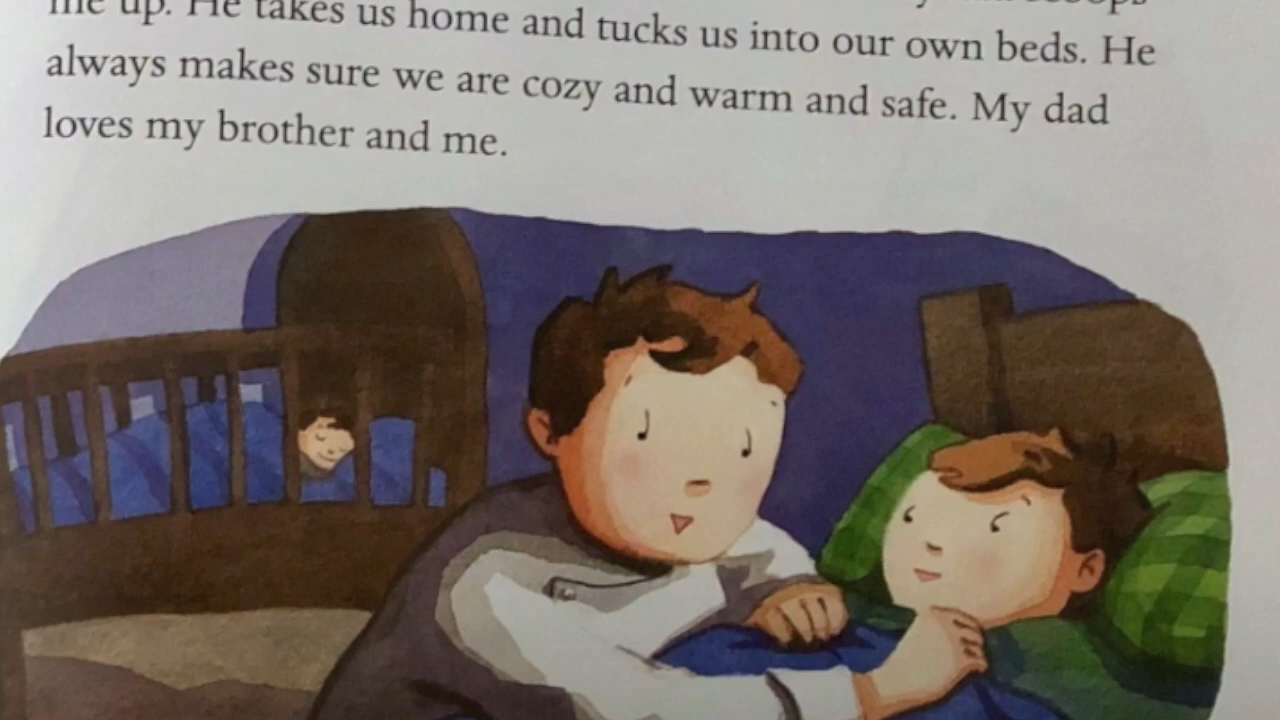 me up. He takes us home and tucks us into our own beds. He
always makes sure we are cozy and warm and safe. My dad
loves my brother and me.